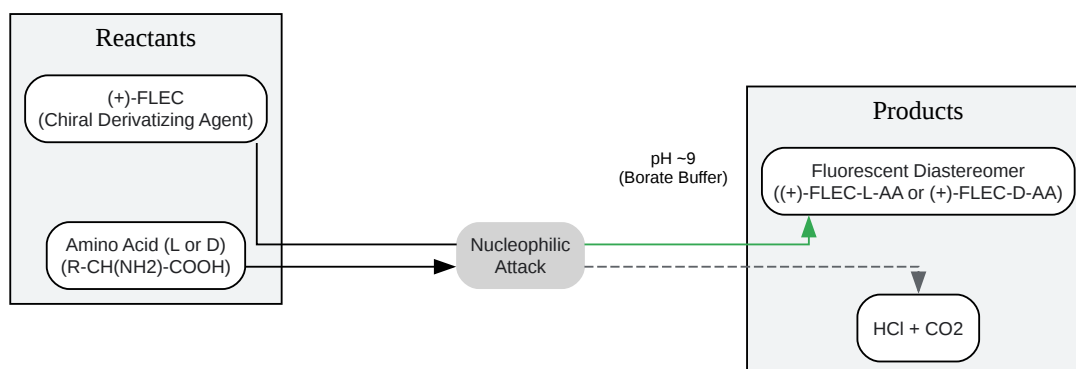 Reactants
(+)-FLEC
(Chiral Derivatizing Agent)
Amino Acid (L or D)
(R-CH(NH2)-COOH)
Nucleophilic
Attack
pH ~9
(Borate Buffer)
Products
Fluorescent Diastereomer
((+)-FLEC-L-AA or (+)-FLEC-D-AA)
HCl + CO2